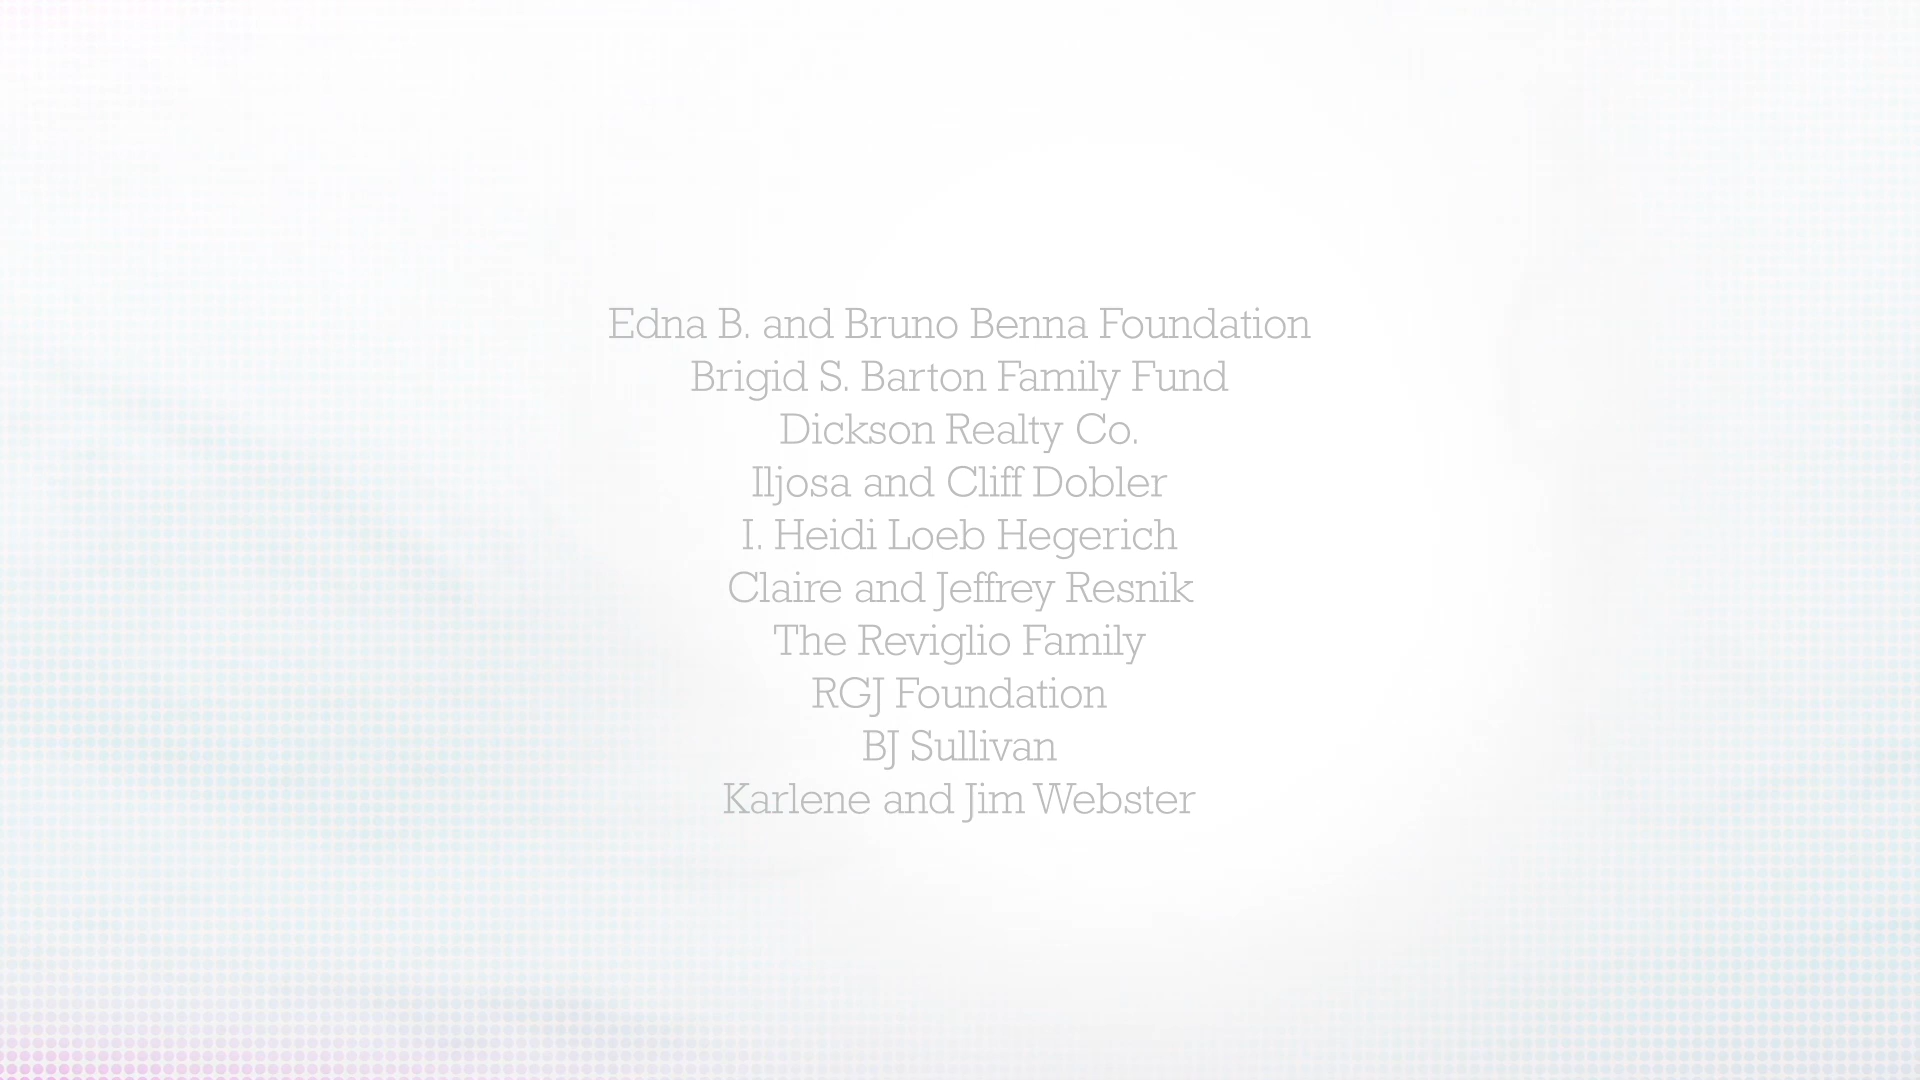 Edna B. and Bruno Benna Foundation
Brigid S. Barton Family Fund
Dickson Realty Co.
Iljosa and Cliff Dobler
I. Heidi Loeb Hegerich
Claire and Jeffrey Resnik
The Reviglio Family
RGJ Foundation
BJ Sullivan
Karlene and Jim Webster